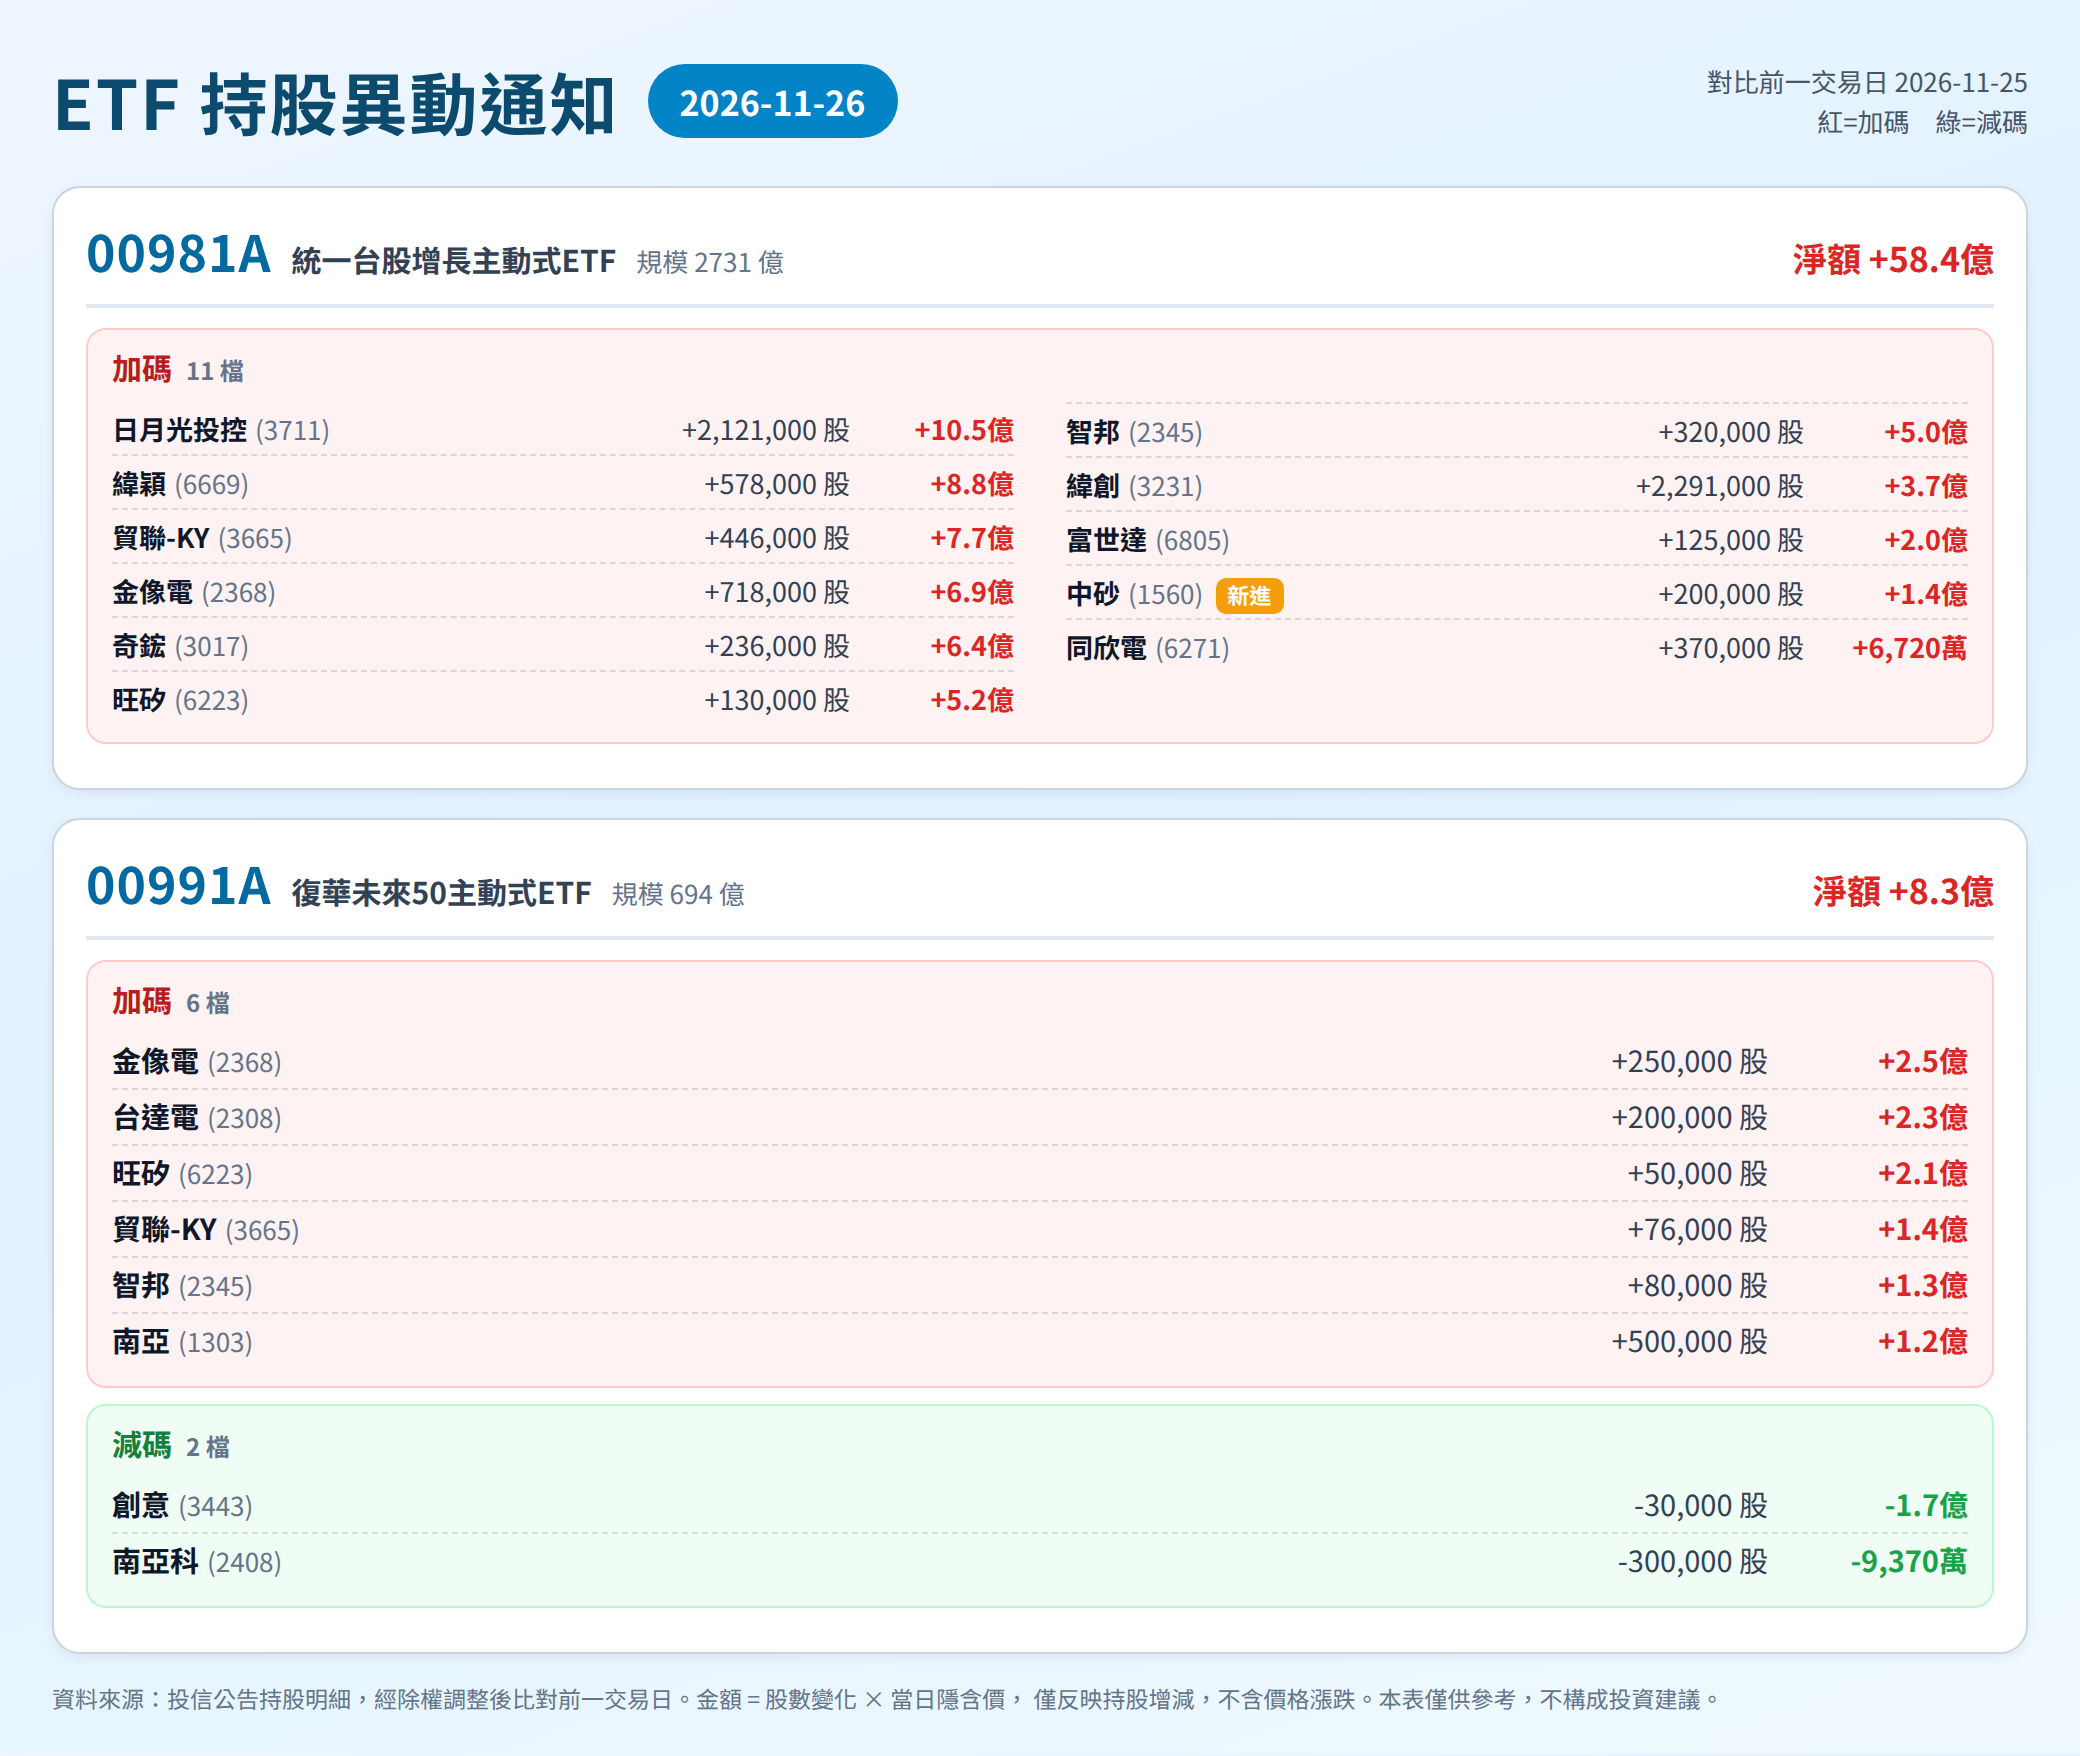 ETF 持股異動通知 2026-11-26
對比前一交易日 2026-11-25
紅=加碼 綠=減碼
00981A 統一台股增長主動式ETF 規模 2731 億 淨額 +58.4億
加碼 11 檔
日月光投控 (3711) +2,121,000 股 +10.5億
緯穎 (6669) +578,000 股 +8.8億
貿聯-KY (3665) +446,000 股 +7.7億
金像電 (2368) +718,000 股 +6.9億
奇鋐 (3017) +236,000 股 +6.4億
旺矽 (6223) +130,000 股 +5.2億
智邦 (2345) +320,000 股 +5.0億
緯創 (3231) +2,291,000 股 +3.7億
富世達 (6805) +125,000 股 +2.0億
中砂 (1560) 新進 +200,000 股 +1.4億
同欣電 (6271) +370,000 股 +6,720萬
00991A 復華未來50主動式ETF 規模 694 億 淨額 +8.3億
加碼 6 檔
金像電 (2368) +250,000 股 +2.5億
台達電 (2308) +200,000 股 +2.3億
旺矽 (6223) +50,000 股 +2.1億
貿聯-KY (3665) +76,000 股 +1.4億
智邦 (2345) +80,000 股 +1.3億
南亞 (1303) +500,000 股 +1.2億
減碼 2 檔
創意 (3443) -30,000 股 -1.7億
南亞科 (2408) -300,000 股 -9,370萬
資料來源：投信公告持股明細，經除權調整後比對前一交易日。金額 = 股數變化 × 當日隱含價， 僅反映持股增減，不含價格漲跌。本表僅供參考，不構成投資建議。